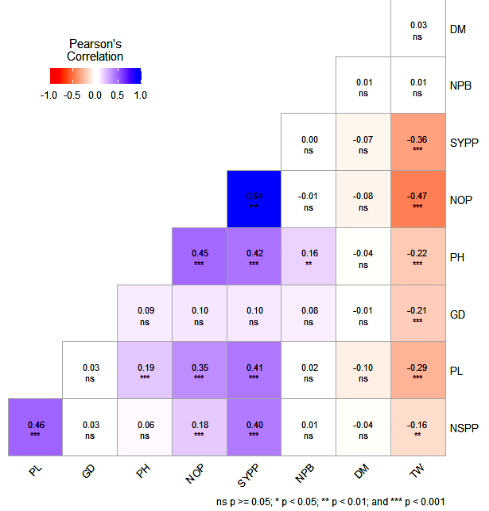 0.03
ns
DM
Pearson's
Correlation
-1.0 -0.5 0.0 0.5 1.0
0.01 0.01
ns ns
NPB
0.00 -0.07 -0.36
ns ns ***
SYPP
-0.01 -0.08 -0.47
*** ns ns ***
NOP
0.45 0.42 0.16 -0.04 -0.22
*** *** ** ns ***
PH
0.09 0.10 0.10 0.08 -0.01 -0.21
ns ns ns ns ns ***
GD
0.03 0.19 0.35 0.41 0.02 -0.10 -0.29
ns *** *** *** ns ns ***
PL
0.46 0.03 0.06 0.18 0.40 0.01 -0.04 -0.16
*** ns ns *** *** ns ns **
NSPP
PL GD PH NOP SYPP NPB DM TW
ns p >= 0.05; * p < 0.05; ** p < 0.01; and *** p < 0.001